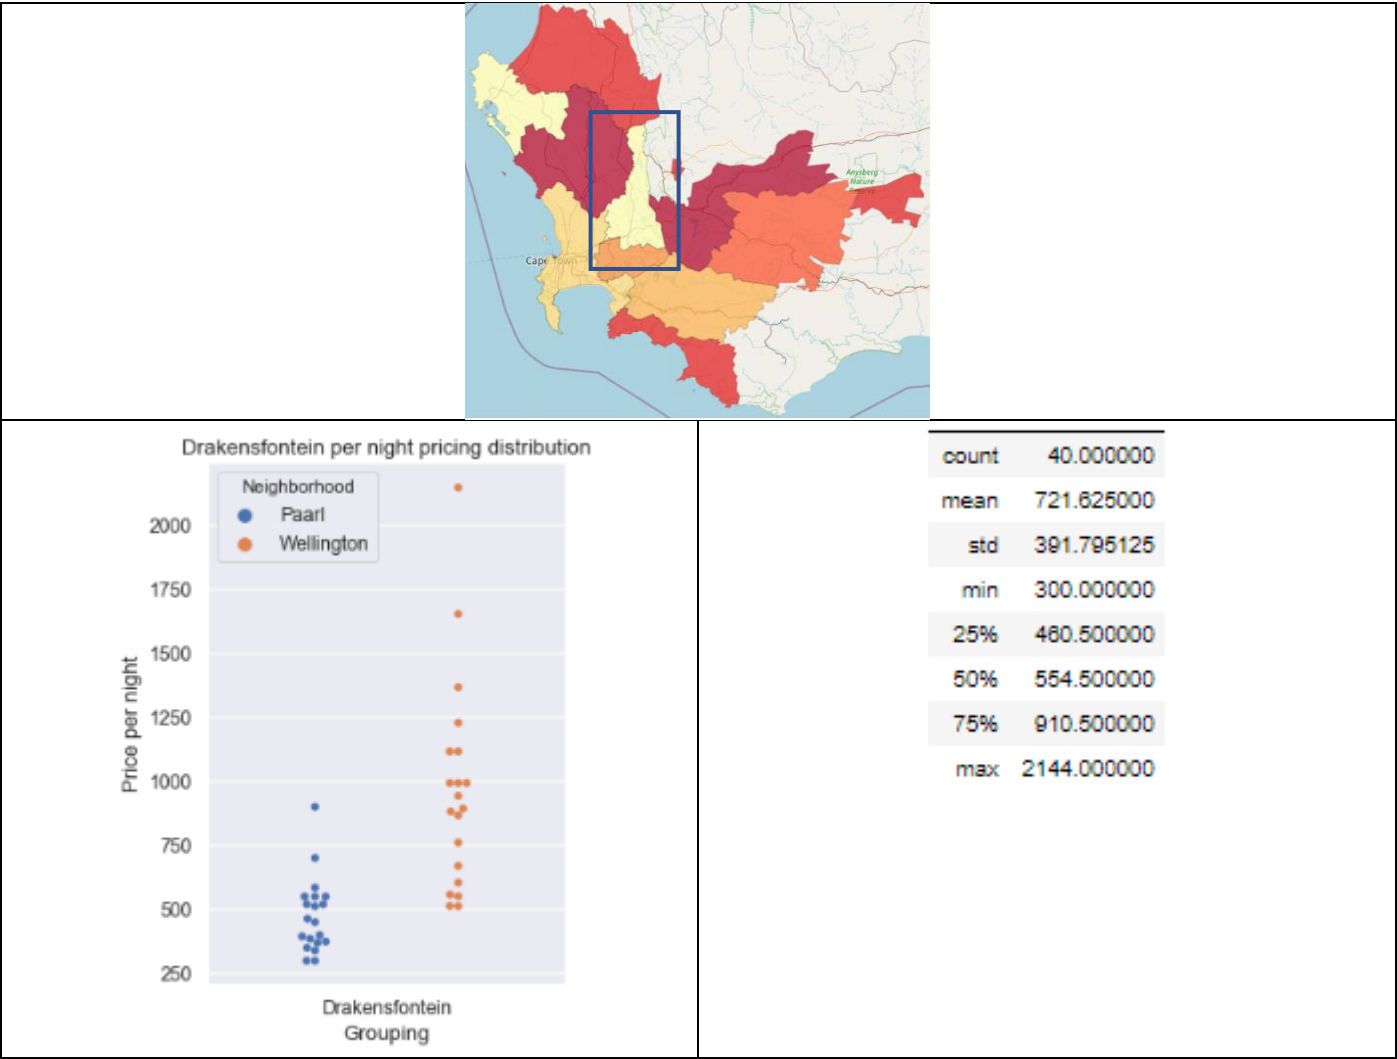 Anysberg
Nature
Reserve
Cape Town
Drakensfontein per night pricing distribution
Neighborhood
Paarl
Wellington
2000
1750
1500
1250
1000
750
500
250
Price per night
Drakensfontein
Grouping
count 40.000000
mean 721.625000
std 391.795125
min 300.000000
25% 460.500000
50% 554.500000
75% 910.500000
max 2144.000000